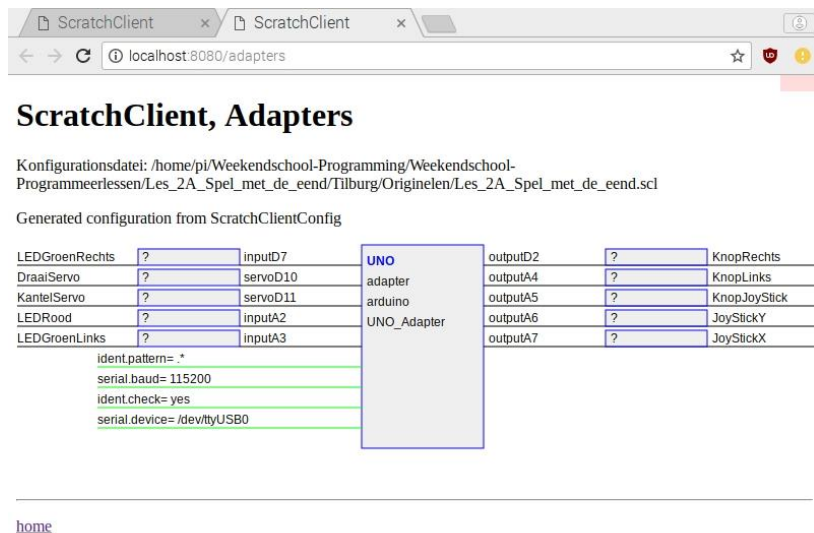 ScratchClient ScratchClient
localhost:8080/adapters
ScratchClient, Adapters
Konfigurationsdatei: /home/pi/Weekendschool-Programming/Weekendschool-
Programmeerlessen/Les_2A_Spel_met_de_eend/Tilburg/Originelen/Les_2A_Spel_met_de_eend.scl
Generated configuration from ScratchClientConfig
LEDGroenRechts ? inputD7 UNO outputD2 ? KnopRechts
DraaiServo ? servoD10 adapter outputA4 ? KnopLinks
KantelServo ? servoD11 arduino outputA5 ? KnopJoyStick
LEDRood ? inputA2 UNO_Adapter outputA6 ? JoyStickY
LEDGroenLinks ? inputA3 outputA7 ? JoyStickX
ident.pattern= .*
serial.baud= 115200
ident.check= yes
serial.device= /dev/ttyUSB0
home